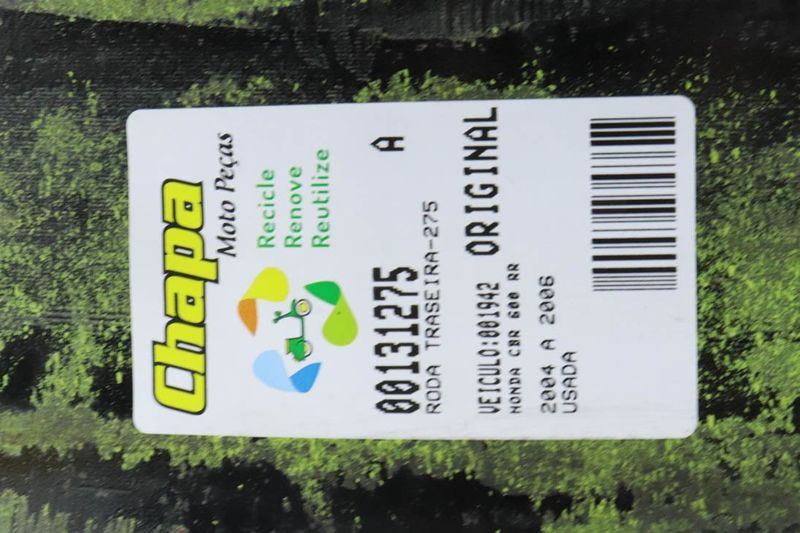 Chapa
Moto Peças
Recicle
Renove
Reutilize
00131275 A
RODA TRASEIRA-275
VEICULO:001942 ORIGINAL
HONDA CBR 600 RR
2004 A 2006
USADA